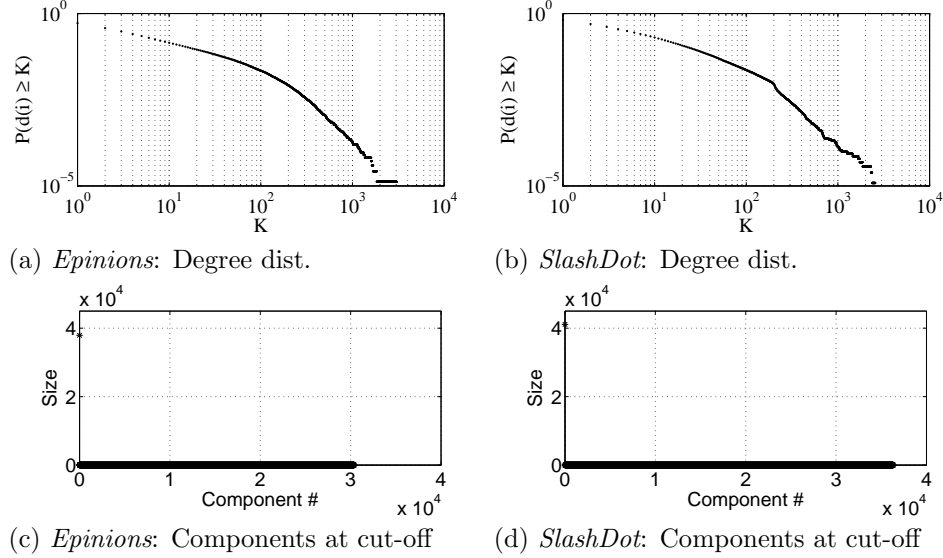 10^0
P(d(i) ≥ K)
10^-5
10^0 10^1 10^2 10^3 10^4
K
(a) Epinions: Degree dist.
10^0
P(d(i) ≥ K)
10^-5
10^0 10^1 10^2 10^3 10^4
K
(b) SlashDot: Degree dist.
x 10^4
4
Size
2
0
0 1 2 3 4
Component #
x 10^4
(c) Epinions: Components at cut-off
x 10^4
4
Size
2
0
0 1 2 3 4
Component #
x 10^4
(d) SlashDot: Components at cut-off